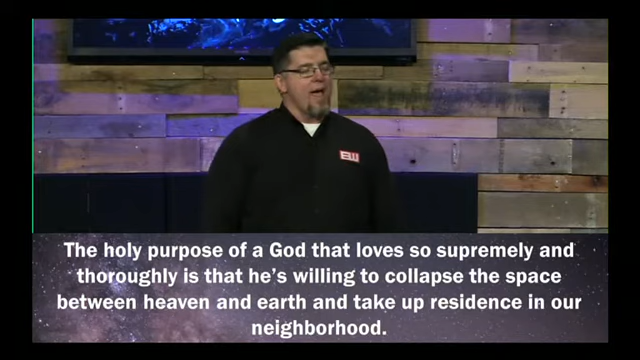 The holy purpose of a God that loves so supremely and
thoroughly is that he's willing to collapse the space
between heaven and earth and take up residence in our
neighborhood.